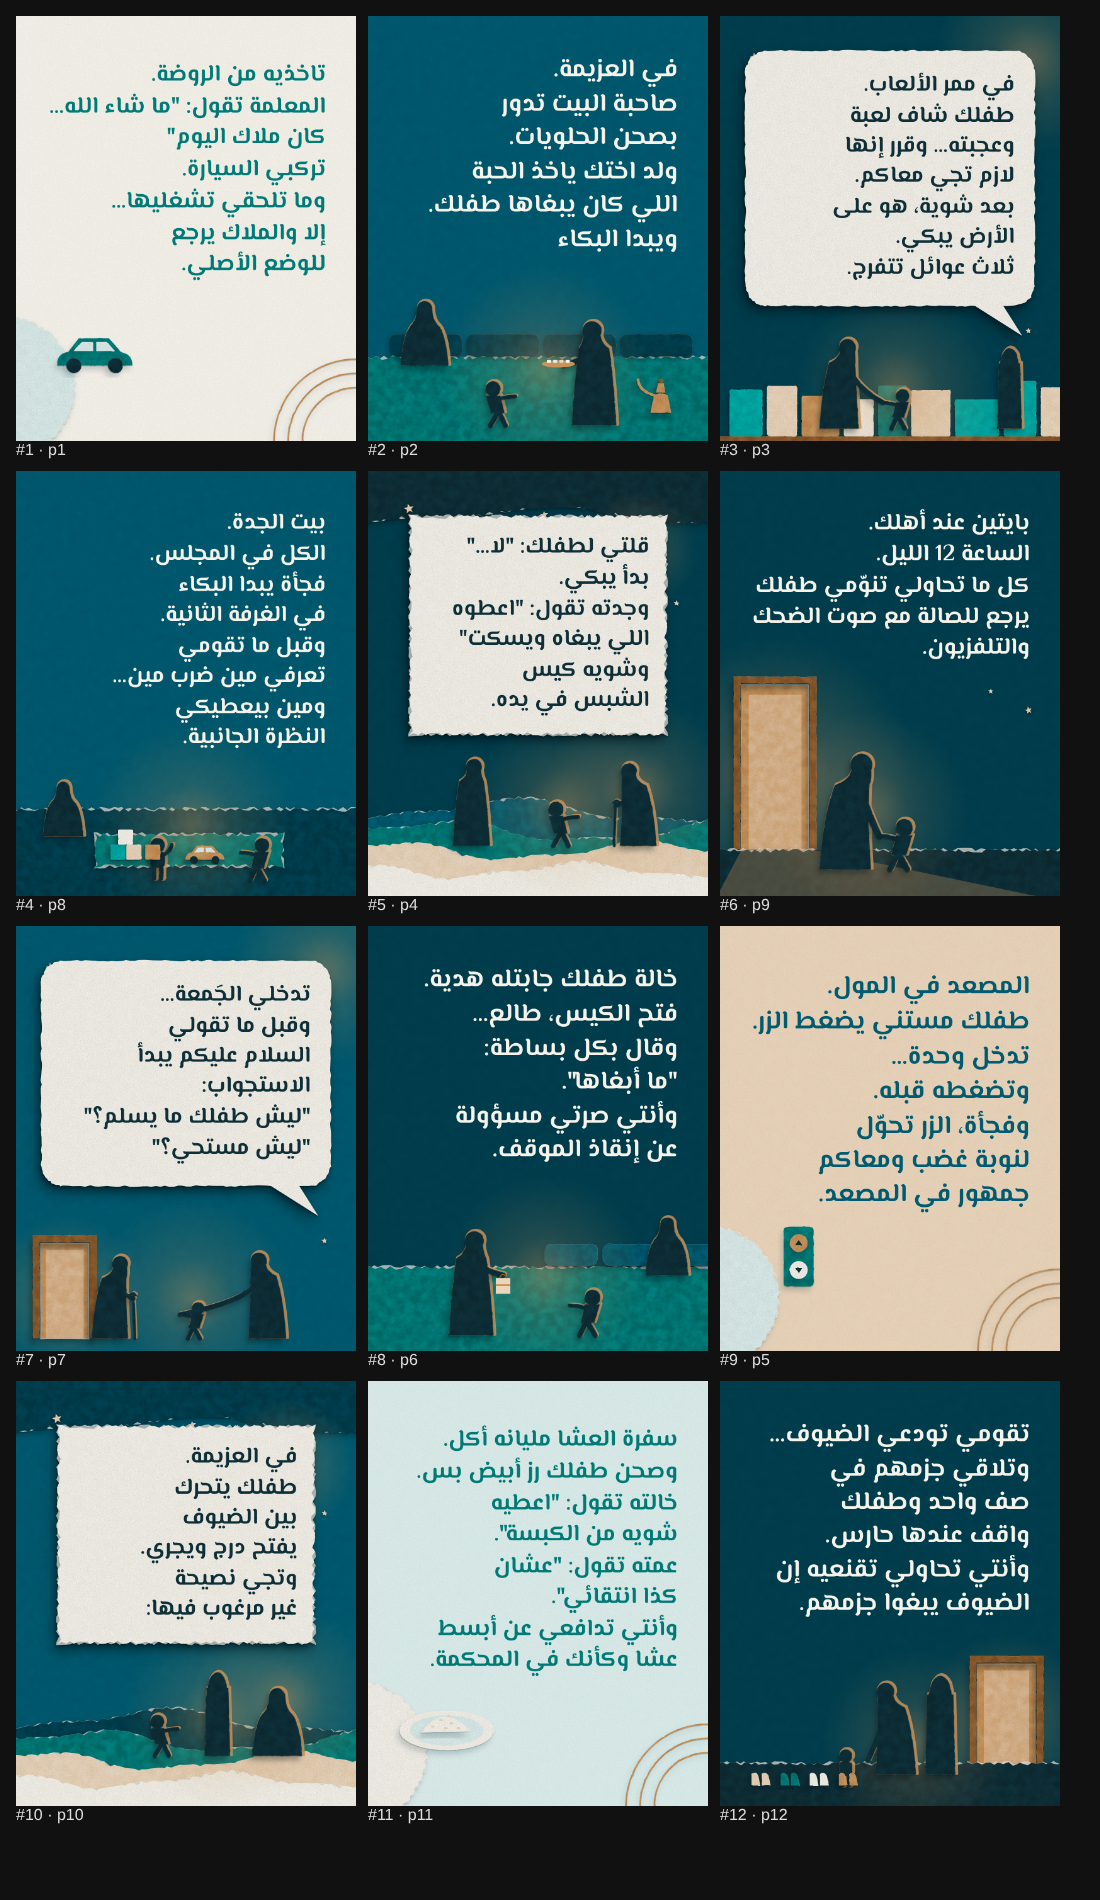 تاخذيه من الروضة.
المعلمة تقول: "ما شاء الله...
كان ملاك اليوم"
تركبي السيارة.
وما تلحقي تشغليها...
إلا والملاك يرجع
للوضع الأصلي.
#1 · p1
في العزيمة.
صاحبة البيت تدور
بصحن الحلويات.
ولد اختك ياخذ الحبة
اللي كان يبغاها طفلك.
ويبدا البكاء
#2 · p2
في ممر الألعاب.
طفلك شاف لعبة
وعجبته... وقرر إنها
لازم تجي معاكم.
بعد شوية، هو على
الأرض يبكي.
ثلاث عوائل تتفرج.
#3 · p3
بيت الجدة.
الكل في المجلس.
فجأة يبدا البكاء
في الغرفة الثانية.
وقبل ما تقومي
تعرفي مين ضرب مين...
ومين بيعطيكي
النظرة الجانبية.
#4 · p8
قلتي لطفلك: "لا..."
بدأ يبكي.
وجدته تقول: "اعطوه
اللي يبغاه ويسكت"
وشويه كيس
الشبس في يده.
#5 · p4
بايتين عند أهلك.
الساعة 12 الليل.
كل ما تحاولي تنوّمي طفلك
يرجع للصالة مع صوت الضحك
والتلفزيون.
#6 · p9
تدخلي الجَمعة...
وقبل ما تقولي
السلام عليكم يبدأ
الاستجواب:
"ليش طفلك ما يسلم؟"
"ليش مستحي؟"
#7 · p7
خالة طفلك جابتله هدية.
فتح الكيس، طالع...
وقال بكل بساطة:
"ما أبغاها".
وأنتي صرتي مسؤولة
عن إنقاذ الموقف.
#8 · p6
المصعد في المول.
طفلك مستني يضغط الزر.
تدخل وحدة...
وتضغطه قبله.
وفجأة، الزر تحوّل
لنوبة غضب ومعاكم
جمهور في المصعد.
#9 · p5
في العزيمة.
طفلك يتحرك
بين الضيوف
يفتح درج ويجري.
وتجي نصيحة
غير مرغوب فيها:
#10 · p10
سفرة العشا مليانه أكل.
وصحن طفلك رز أبيض بس.
خالته تقول: "اعطيه
شويه من الكبسة".
عمته تقول: "عشان
كذا انتقائي".
وأنتي تدافعي عن أبسط
عشا وكأنك في المحكمة.
#11 · p11
تقومي تودعي الضيوف...
وتلاقي جزمهم في
صف واحد وطفلك
واقف عندها حارس.
وأنتي تحاولي تقنعيه إن
الضيوف يبغوا جزمهم.
#12 · p12